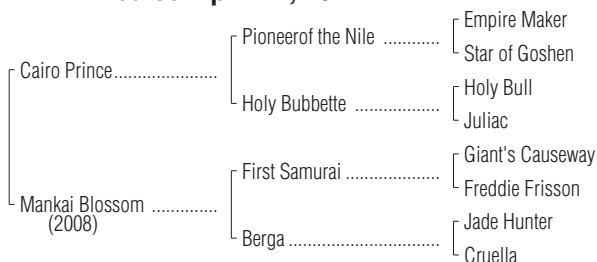 Empire Maker
Pioneerof the Nile ............
Star of Goshen
Cairo Prince.....................
Holy Bull
Holy Bubbette .................
Juliac
Giant's Causeway
First Samurai ...................
Freddie Frisson
Mankai Blossom .............
(2008)
Jade Hunter
Berga ...............................
Cruella